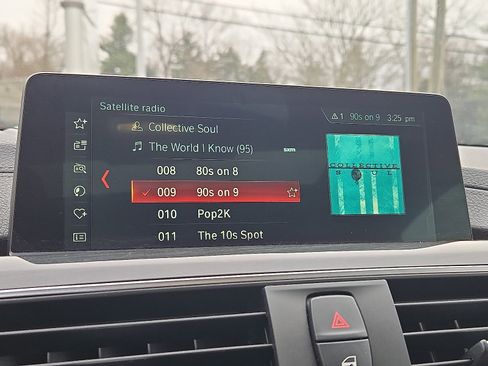 Satellite radio
1 90s on 9 3:25 pm
Collective Soul
The World I Know (95)
sxm
008 80s on 8
009 90s on 9
010 Pop2K
011 The 10s Spot
COLLECTIVE
SOUL